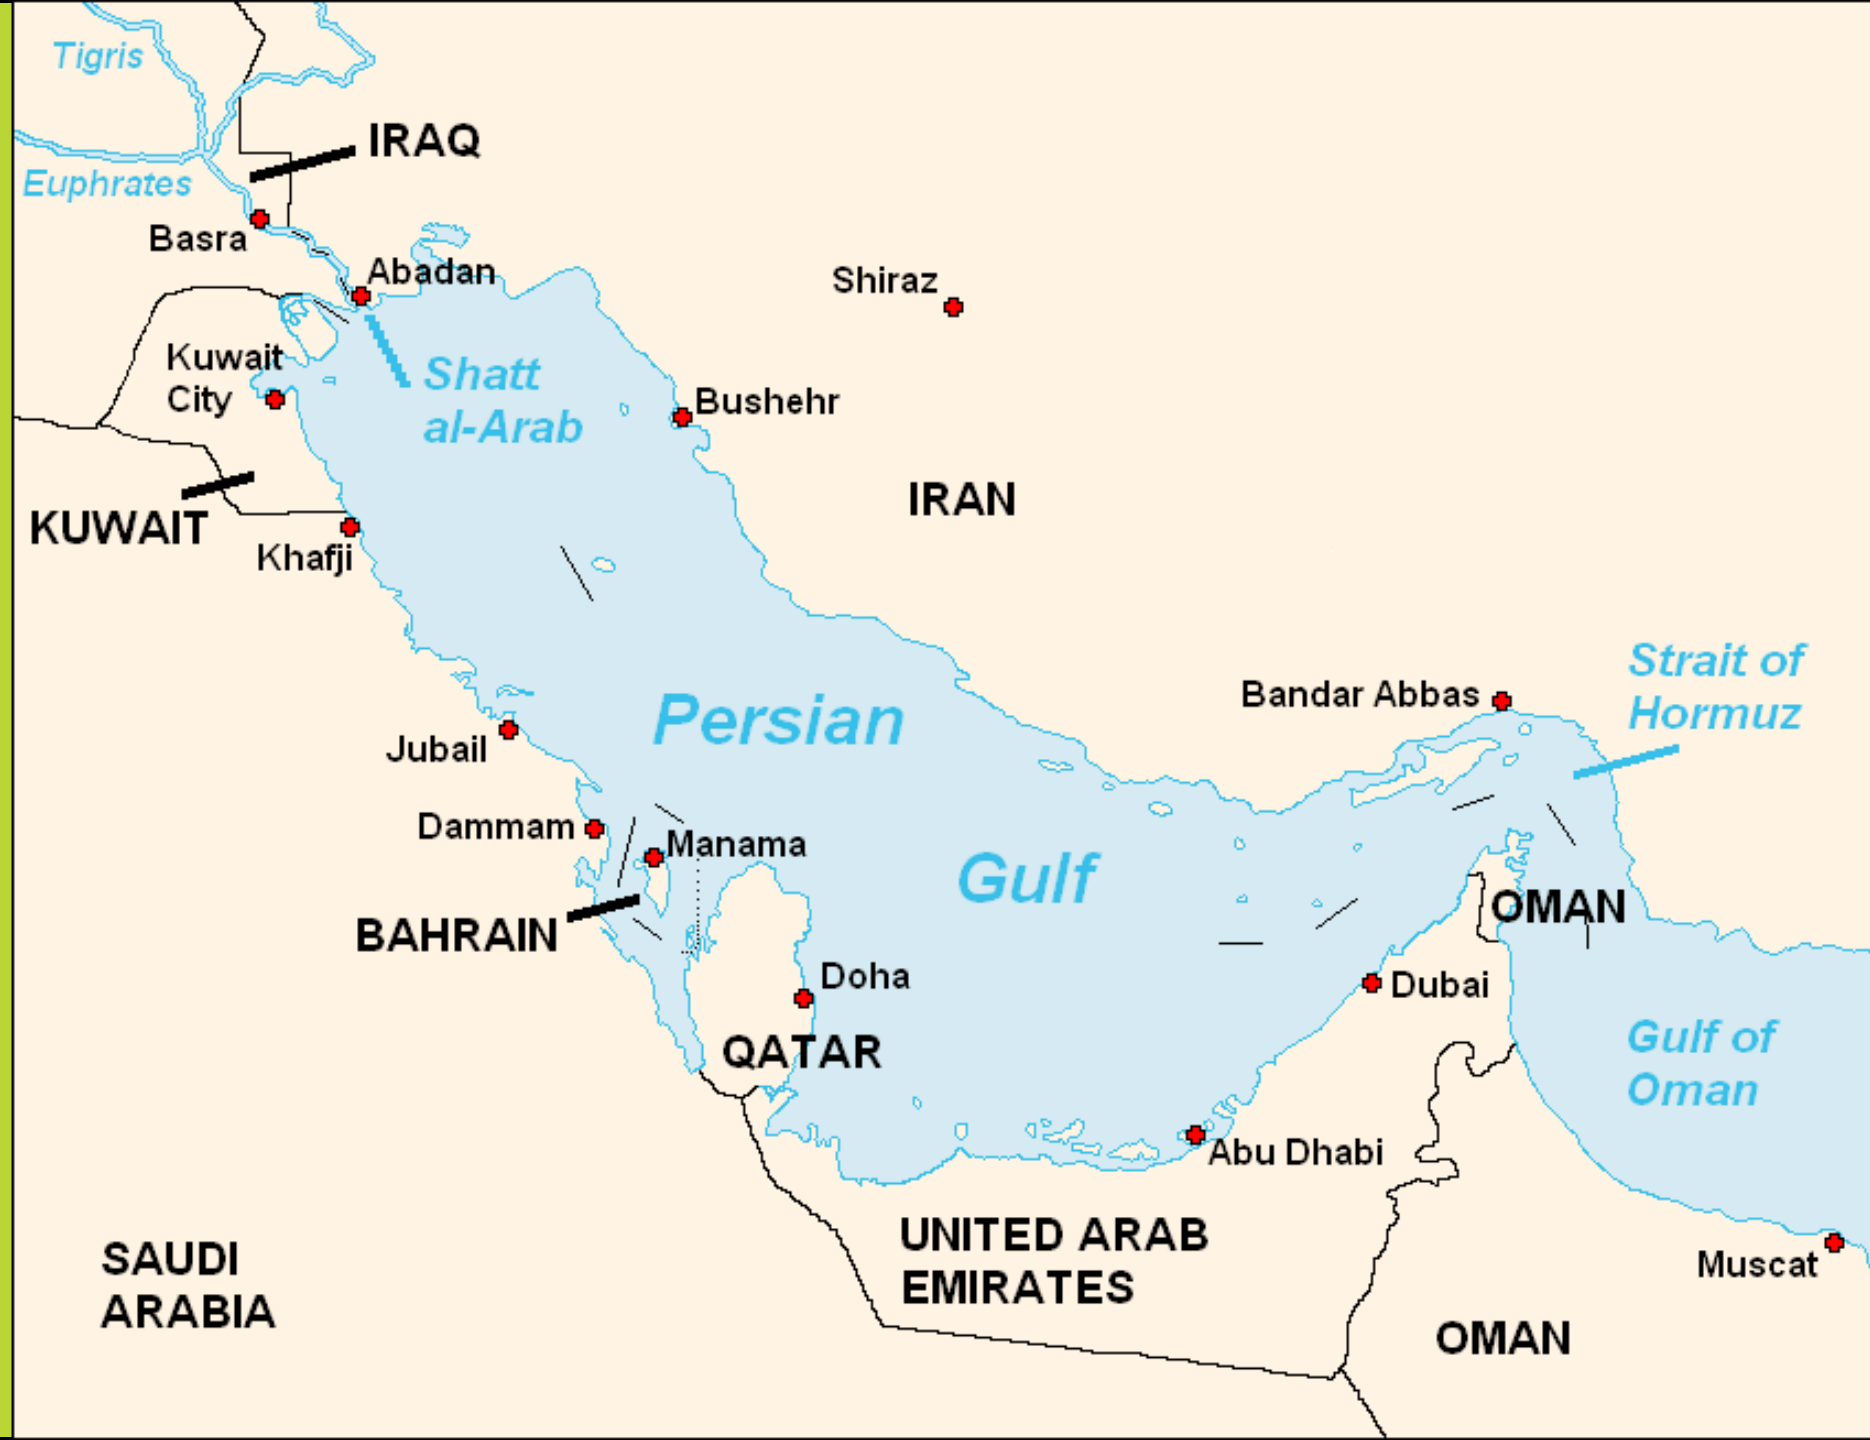 Tigris
IRAQ
Euphrates
Basra
Abadan
Shiraz
Kuwait
City
Shatt
al-Arab
Bushehr
IRAN
KUWAIT
Khafji
Strait of
Hormuz
Bandar Abbas
Persian
Jubail
Dammam
Manama
Gulf
OMAN
BAHRAIN
Doha
Dubai
QATAR
Gulf of
Oman
Abu Dhabi
UNITED ARAB
EMIRATES
SAUDI
ARABIA
Muscat
OMAN